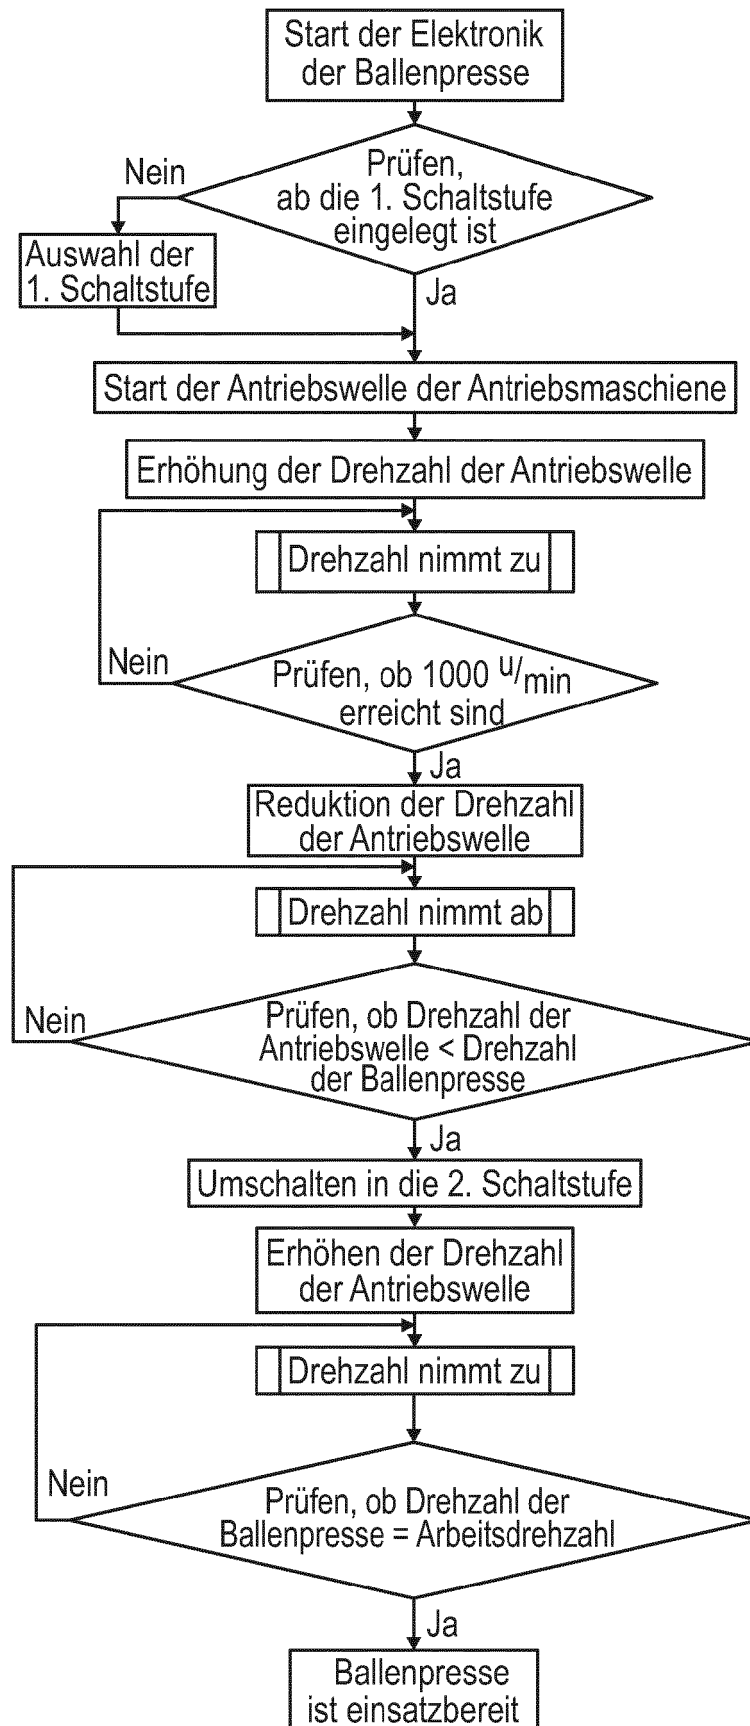 Start der Elektronik
der Ballenpresse
Prüfen,
ab die 1. Schaltstufe
eingelegt ist
Nein
Auswahl der
1. Schaltstufe
Ja
Start der Antriebswelle der Antriebsmaschiene
Erhöhung der Drehzahl der Antriebswelle
Drehzahl nimmt zu
Nein
Prüfen, ob 1000 u/min
erreicht sind
Ja
Reduktion der Drehzahl
der Antriebswelle
Drehzahl nimmt ab
Nein
Prüfen, ob Drehzahl der
Antriebswelle < Drehzahl
der Ballenpresse
Ja
Umschalten in die 2. Schaltstufe
Erhöhen der Drehzahl
der Antriebswelle
Drehzahl nimmt zu
Nein
Prüfen, ob Drehzahl der
Ballenpresse = Arbeitsdrehzahl
Ja
Ballenpresse
ist einsatzbereit